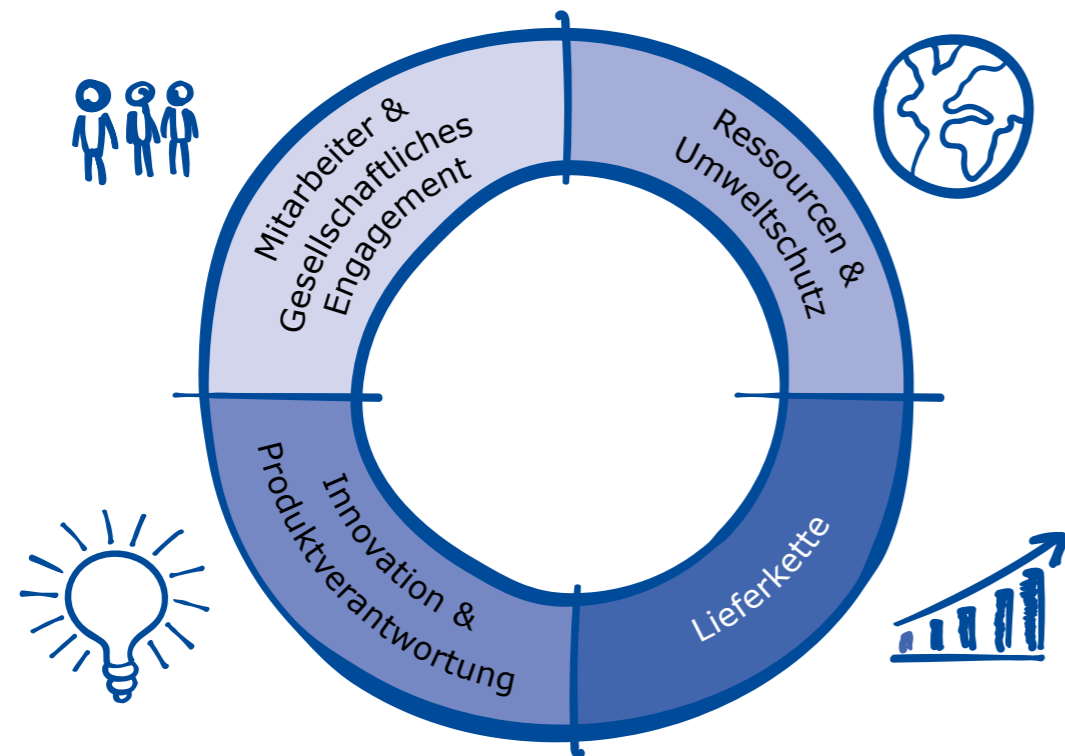 Mitarbeiter &
Gesellschaftliches
Engagement
Ressourcen &
Umweltschutz
Innovation &
Produktverantwortung
Lieferkette